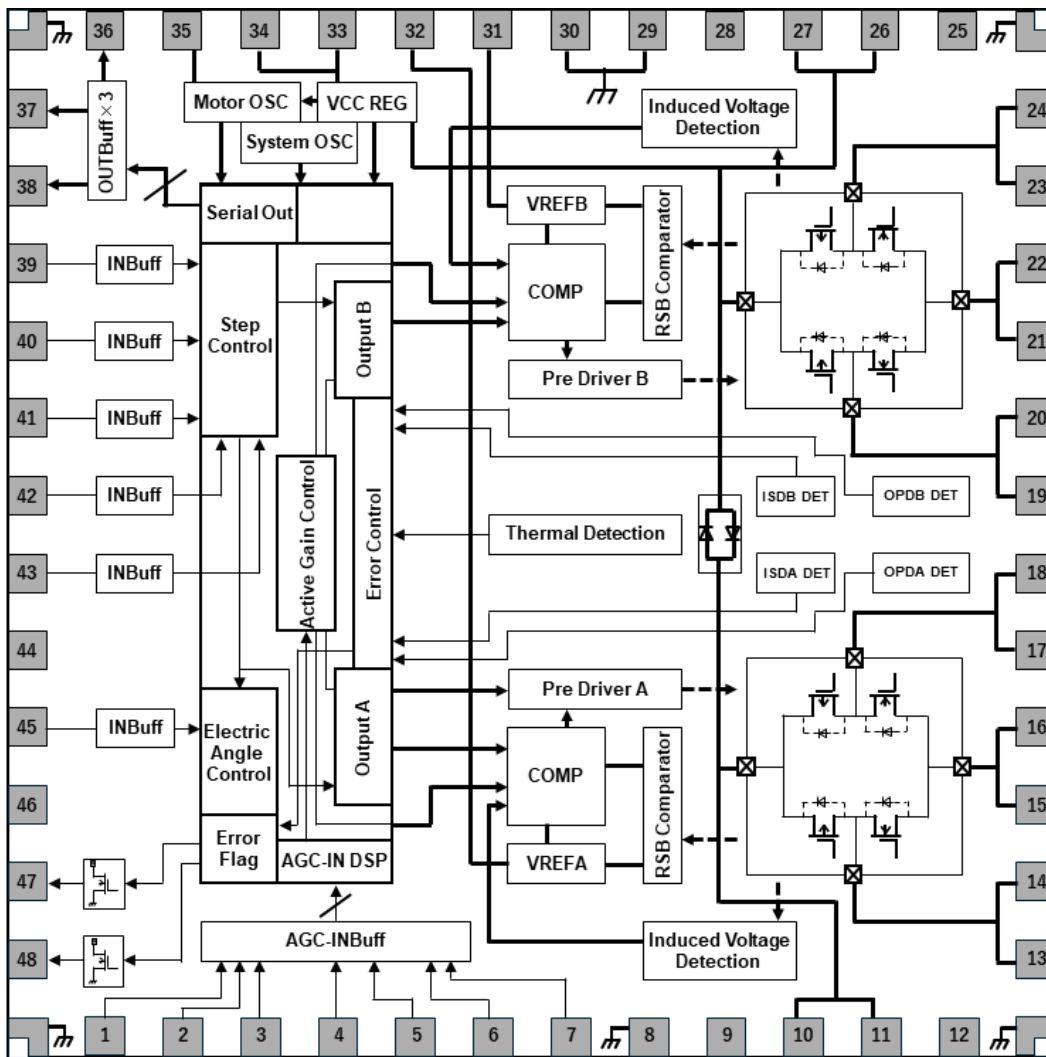 36
35
34
33
32
31
30
29
28
27
26
25
37
38
39
40
41
42
43
44
45
46
47
48
24
23
22
21
20
19
18
17
16
15
14
13
1
2
3
4
5
6
7
8
9
10
11
12
OUTBuff × 3
Motor OSC
VCC REG
System OSC
Induced Voltage
Detection
Serial Out
VREFB
RSB Comparator
INBuff
COMP
Step
Control
Output B
INBuff
Pre Driver B
INBuff
INBuff
Active Gain Control
Error Control
ISDB DET
OPDB DET
Thermal Detection
INBuff
ISDA DET
OPDA DET
Pre Driver A
INBuff
Electric
Angle
Control
Output A
COMP
RSB Comparator
Error
Flag
AGC-IN DSP
VREFA
AGC-INBuff
Induced Voltage
Detection